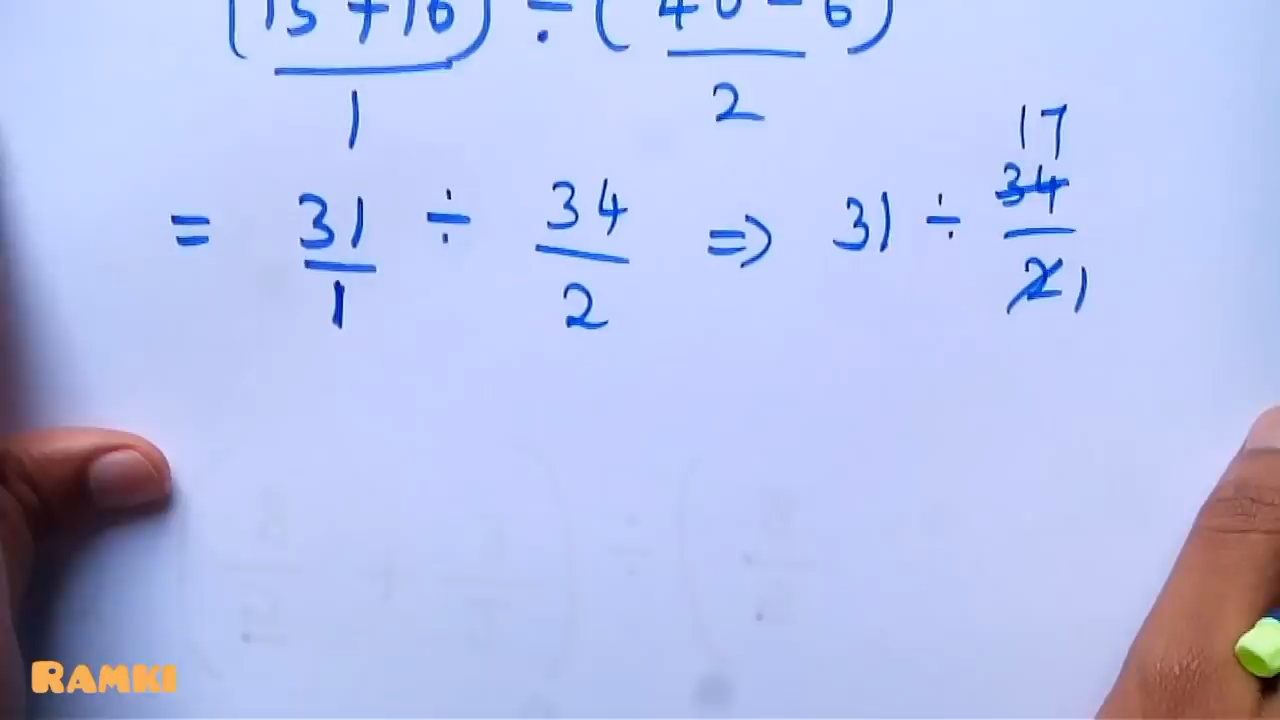 (15+16) ÷ (40-6)
1 2
17
= 31 ÷ 34 ⇒ 31 ÷ 34
1 2 2 1
RAMKI